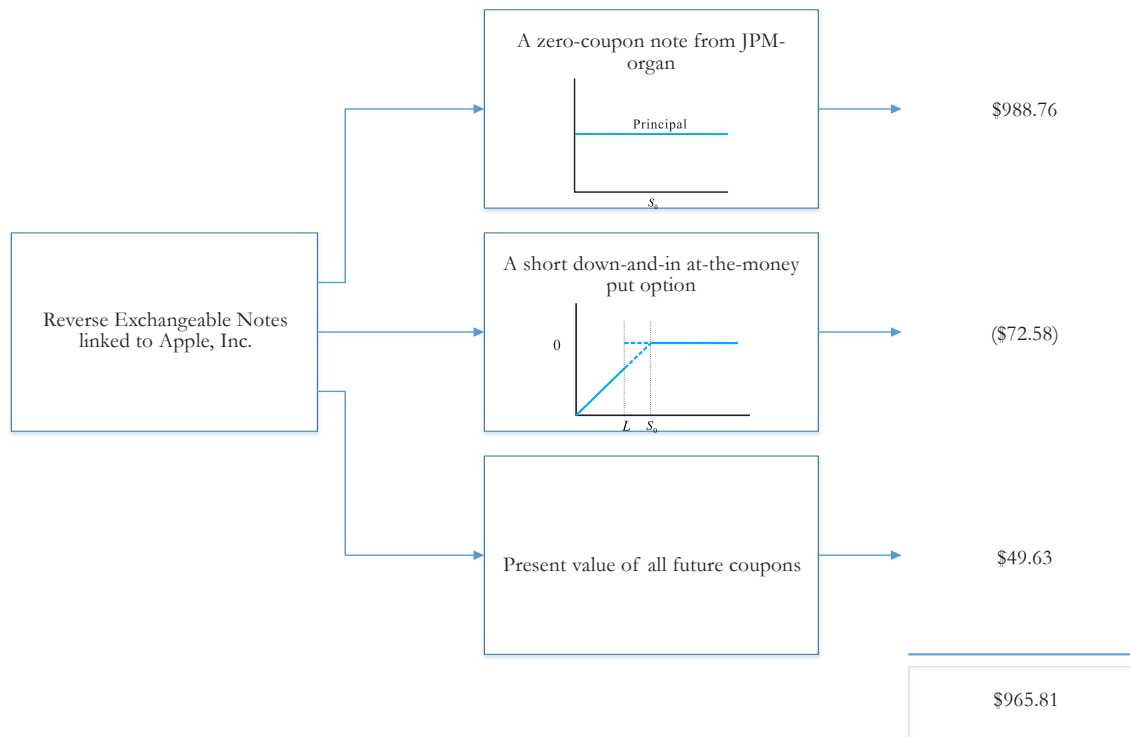 A zero-coupon note from JPM-
organ
Principal
S₀
$988.76
Reverse Exchangeable Notes
linked to Apple, Inc.
A short down-and-in at-the-money
put option
0
L S₀
($72.58)
Present value of all future coupons
$49.63
$965.81